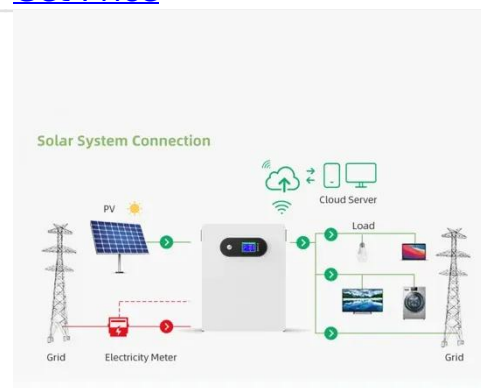 Solar System Connection
PV
Cloud Server
Load
Grid
Electricity Meter
Grid